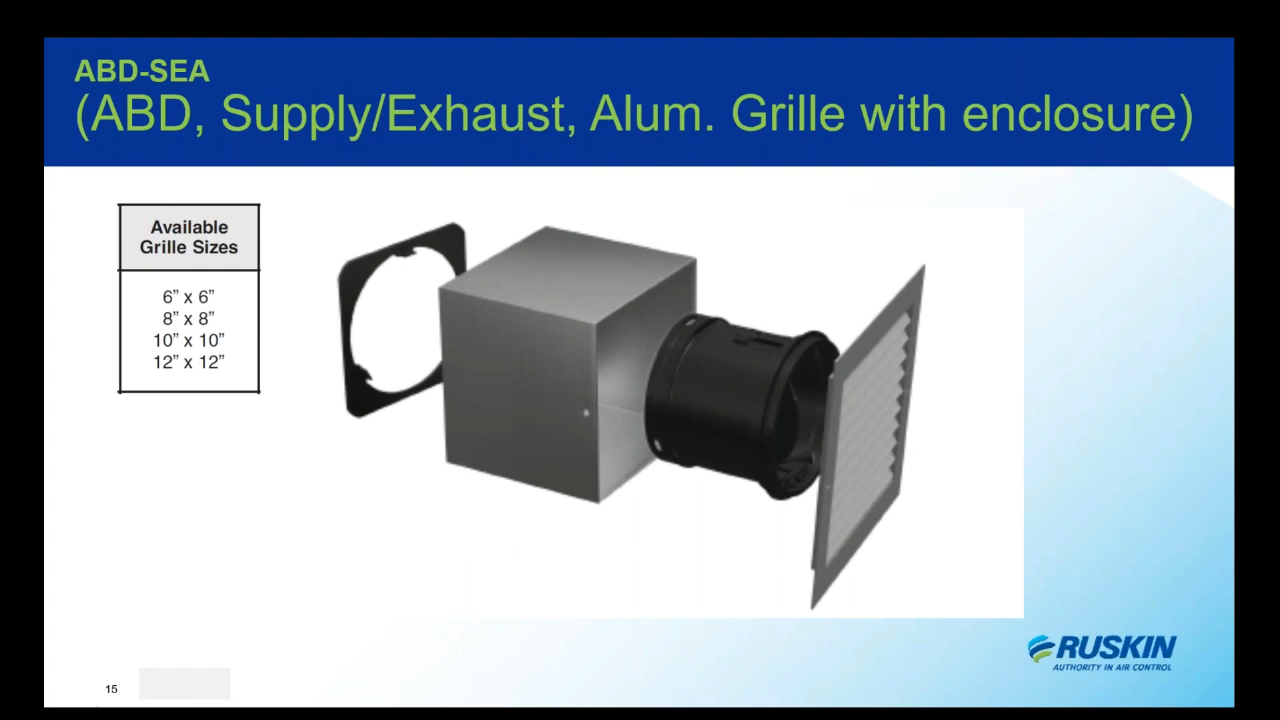 ABD-SEA
(ABD, Supply/Exhaust, Alum. Grille with enclosure)
Available
Grille Sizes
6” x 6”
8” x 8”
10” x 10”
12” x 12”
RUSKIN
AUTHORITY IN AIR CONTROL
15